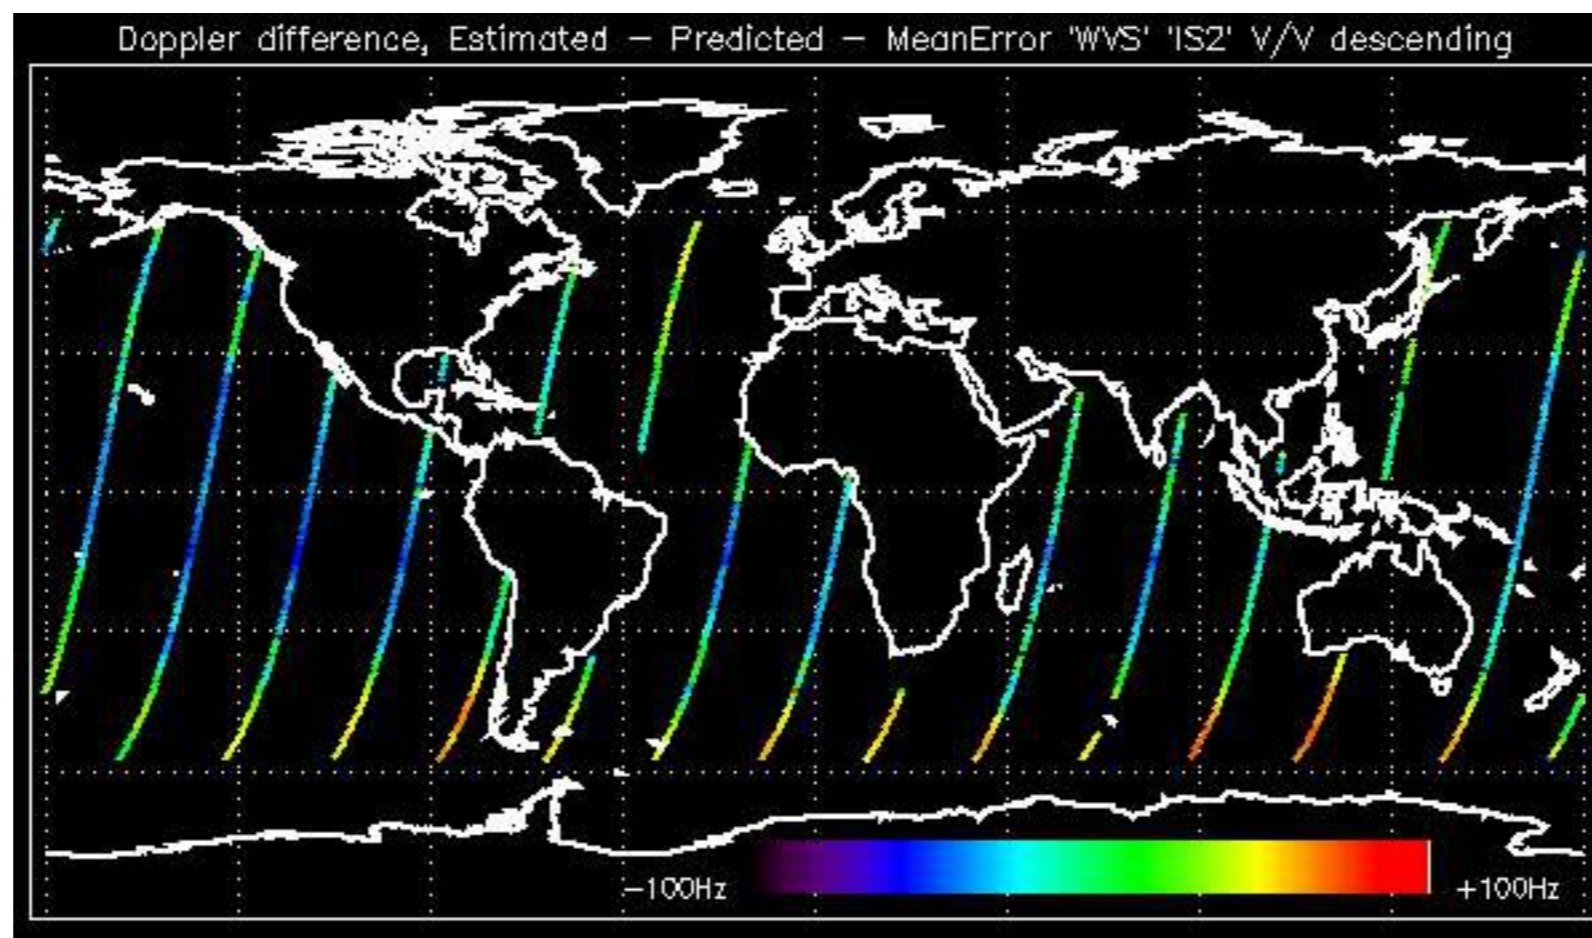 Doppler difference, Estimated – Predicted – MeanError 'WVS' 'IS2' V/V descending
-100Hz
+100Hz